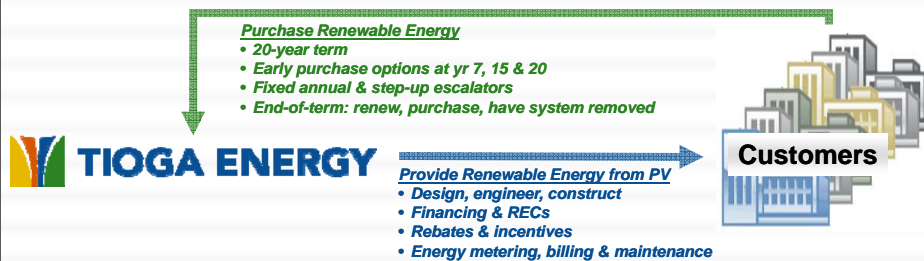 Purchase Renewable Energy
• 20-year term
• Early purchase options at yr 7, 15 & 20
• Fixed annual & step-up escalators
• End-of-term: renew, purchase, have system removed
TIOGA ENERGY
Customers
Provide Renewable Energy from PV
• Design, engineer, construct
• Financing & RECs
• Rebates & incentives
• Energy metering, billing & maintenance